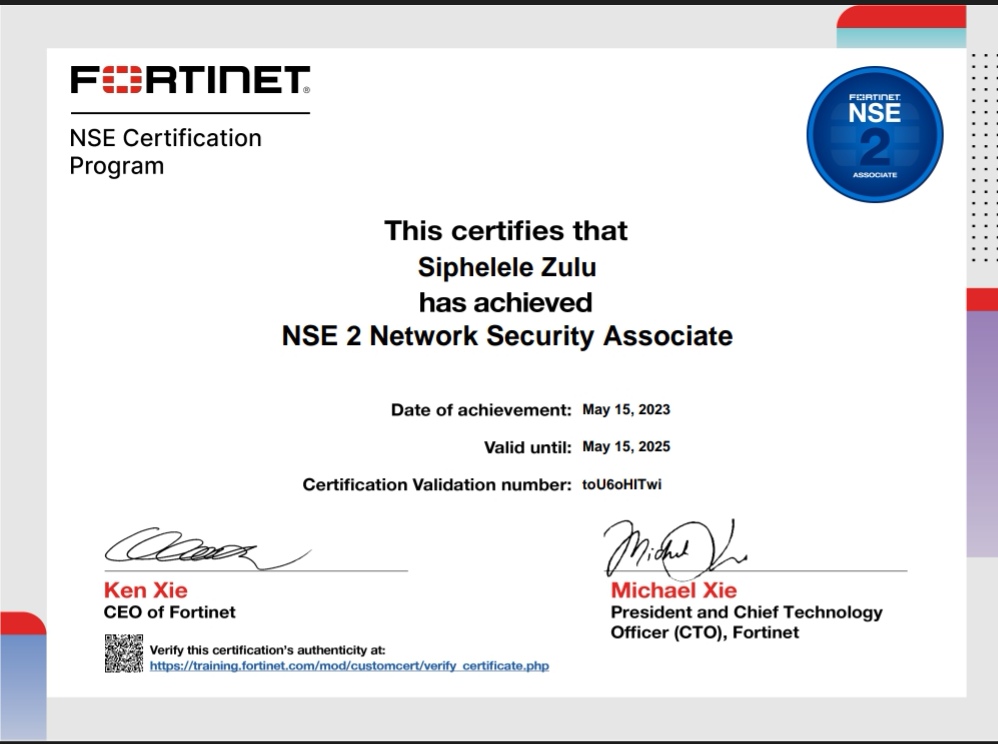 FORTINET®
NSE Certification
Program
FORTINET
NSE
2
ASSOCIATE
This certifies that
Siphelele Zulu
has achieved
NSE 2 Network Security Associate
Date of achievement: May 15, 2023
Valid until: May 15, 2025
Certification Validation number: toU6oHITwi
Ken Xie
CEO of Fortinet
Michael Xie
President and Chief Technology
Officer (CTO), Fortinet
Verify this certification's authenticity at:
https://training.fortinet.com/mod/customcert/verify_certificate.php